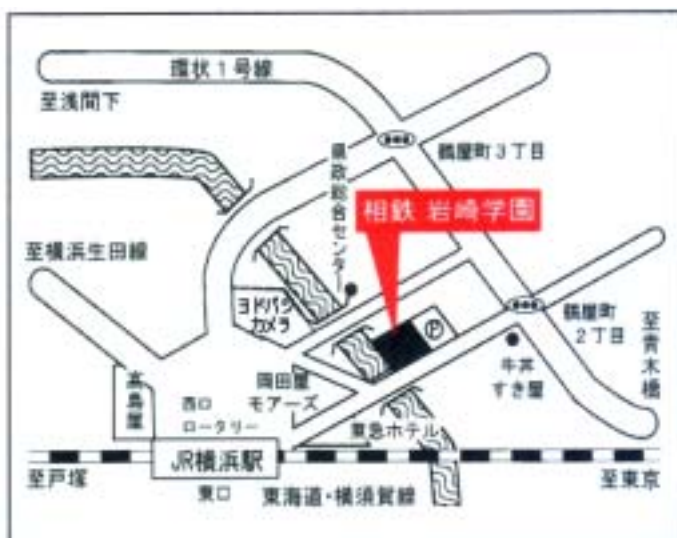 環状1号線
至浅間下
鶴屋町3丁目
県政総合センター
相鉄 岩崎学園
至横浜生田線
ヨドバシ
カメラ
P
鶴屋町
2丁目
至青木橋
牛丼
すき屋
岡田屋
モアーズ
高島屋
西口
ロータリー
東急ホテル
JR横浜駅
至戸塚
東口
東海道・横須賀線
至東京